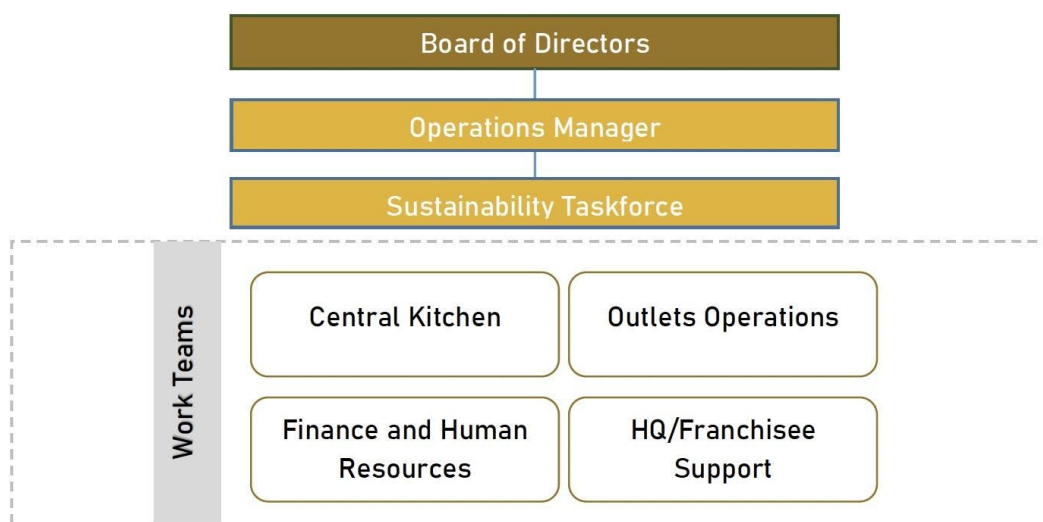 Board of Directors
Operations Manager
Sustainability Taskforce
Work Teams
Central Kitchen
Outlets Operations
Finance and Human
Resources
HQ/Franchisee
Support